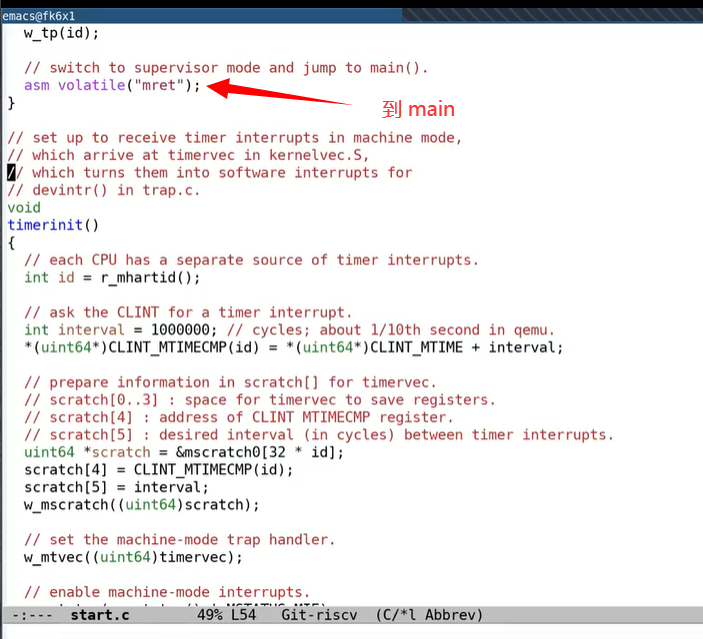 emacs@fk6x1
w_tp(id);
// switch to supervisor mode and jump to main().
asm volatile("mret");
到 main
}
// set up to receive timer interrupts in machine mode,
// which arrive at timervec in kernelvec.S,
// which turns them into software interrupts for
// devintr() in trap.c.
void
timerinit()
{
// each CPU has a separate source of timer interrupts.
int id = r_mhartid();
// ask the CLINT for a timer interrupt.
int interval = 1000000; // cycles; about 1/10th second in qemu.
*(uint64*)CLINT_MTIMECMP(id) = *(uint64*)CLINT_MTIME + interval;
// prepare information in scratch[] for timervec.
// scratch[0..3] : space for timervec to save registers.
// scratch[4] : address of CLINT MTIMECMP register.
// scratch[5] : desired interval (in cycles) between timer interrupts.
uint64 *scratch = &mscratch0[32 * id];
scratch[4] = CLINT_MTIMECMP(id);
scratch[5] = interval;
w_mscratch((uint64)scratch);
// set the machine-mode trap handler.
w_mtvec((uint64)timervec);
// enable machine-mode interrupts.
-:--- start.c 49% L54 Git-riscv (C/*l Abbrev)